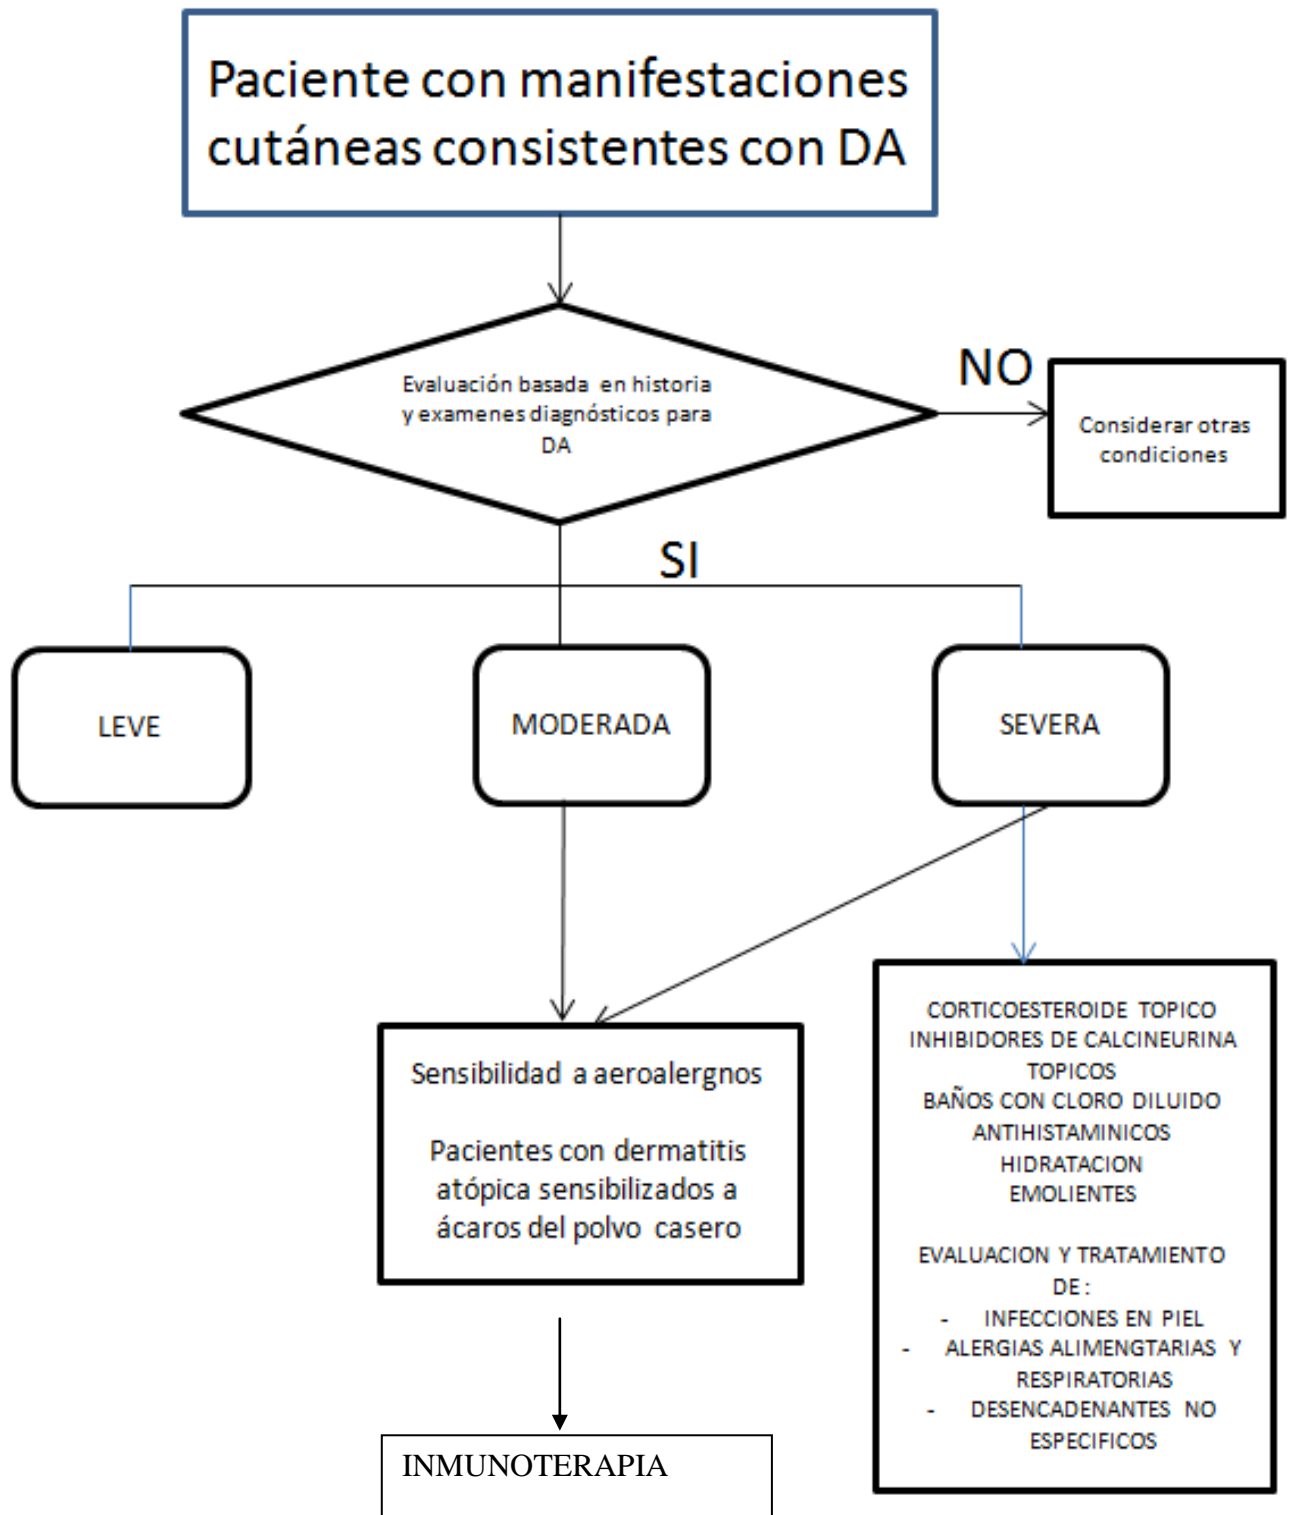 Paciente con manifestaciones
cutáneas consistentes con DA
Evaluación basada en historia
y examenes diagnósticos para
DA
NO
Considerar otras
condiciones
SI
LEVE
MODERADA
SEVERA
Sensibilidad a aeroalergnos
Pacientes con dermatitis
atópica sensibilizados a
ácaros del polvo casero
CORTICOESTEROIDE TOPICO
INHIBIDORES DE CALCINEURINA
TOPICOS
BAÑOS CON CLORO DILUIDO
ANTIHISTAMINICOS
HIDRATACION
EMOLIENTES
EVALUACION Y TRATAMIENTO
DE :
- INFECCIONES EN PIEL
- ALERGIAS ALIMENGTARIAS Y
RESPIRATORIAS
- DESENCADENANTES NO
ESPECIFICOS
INMUNOTERAPIA